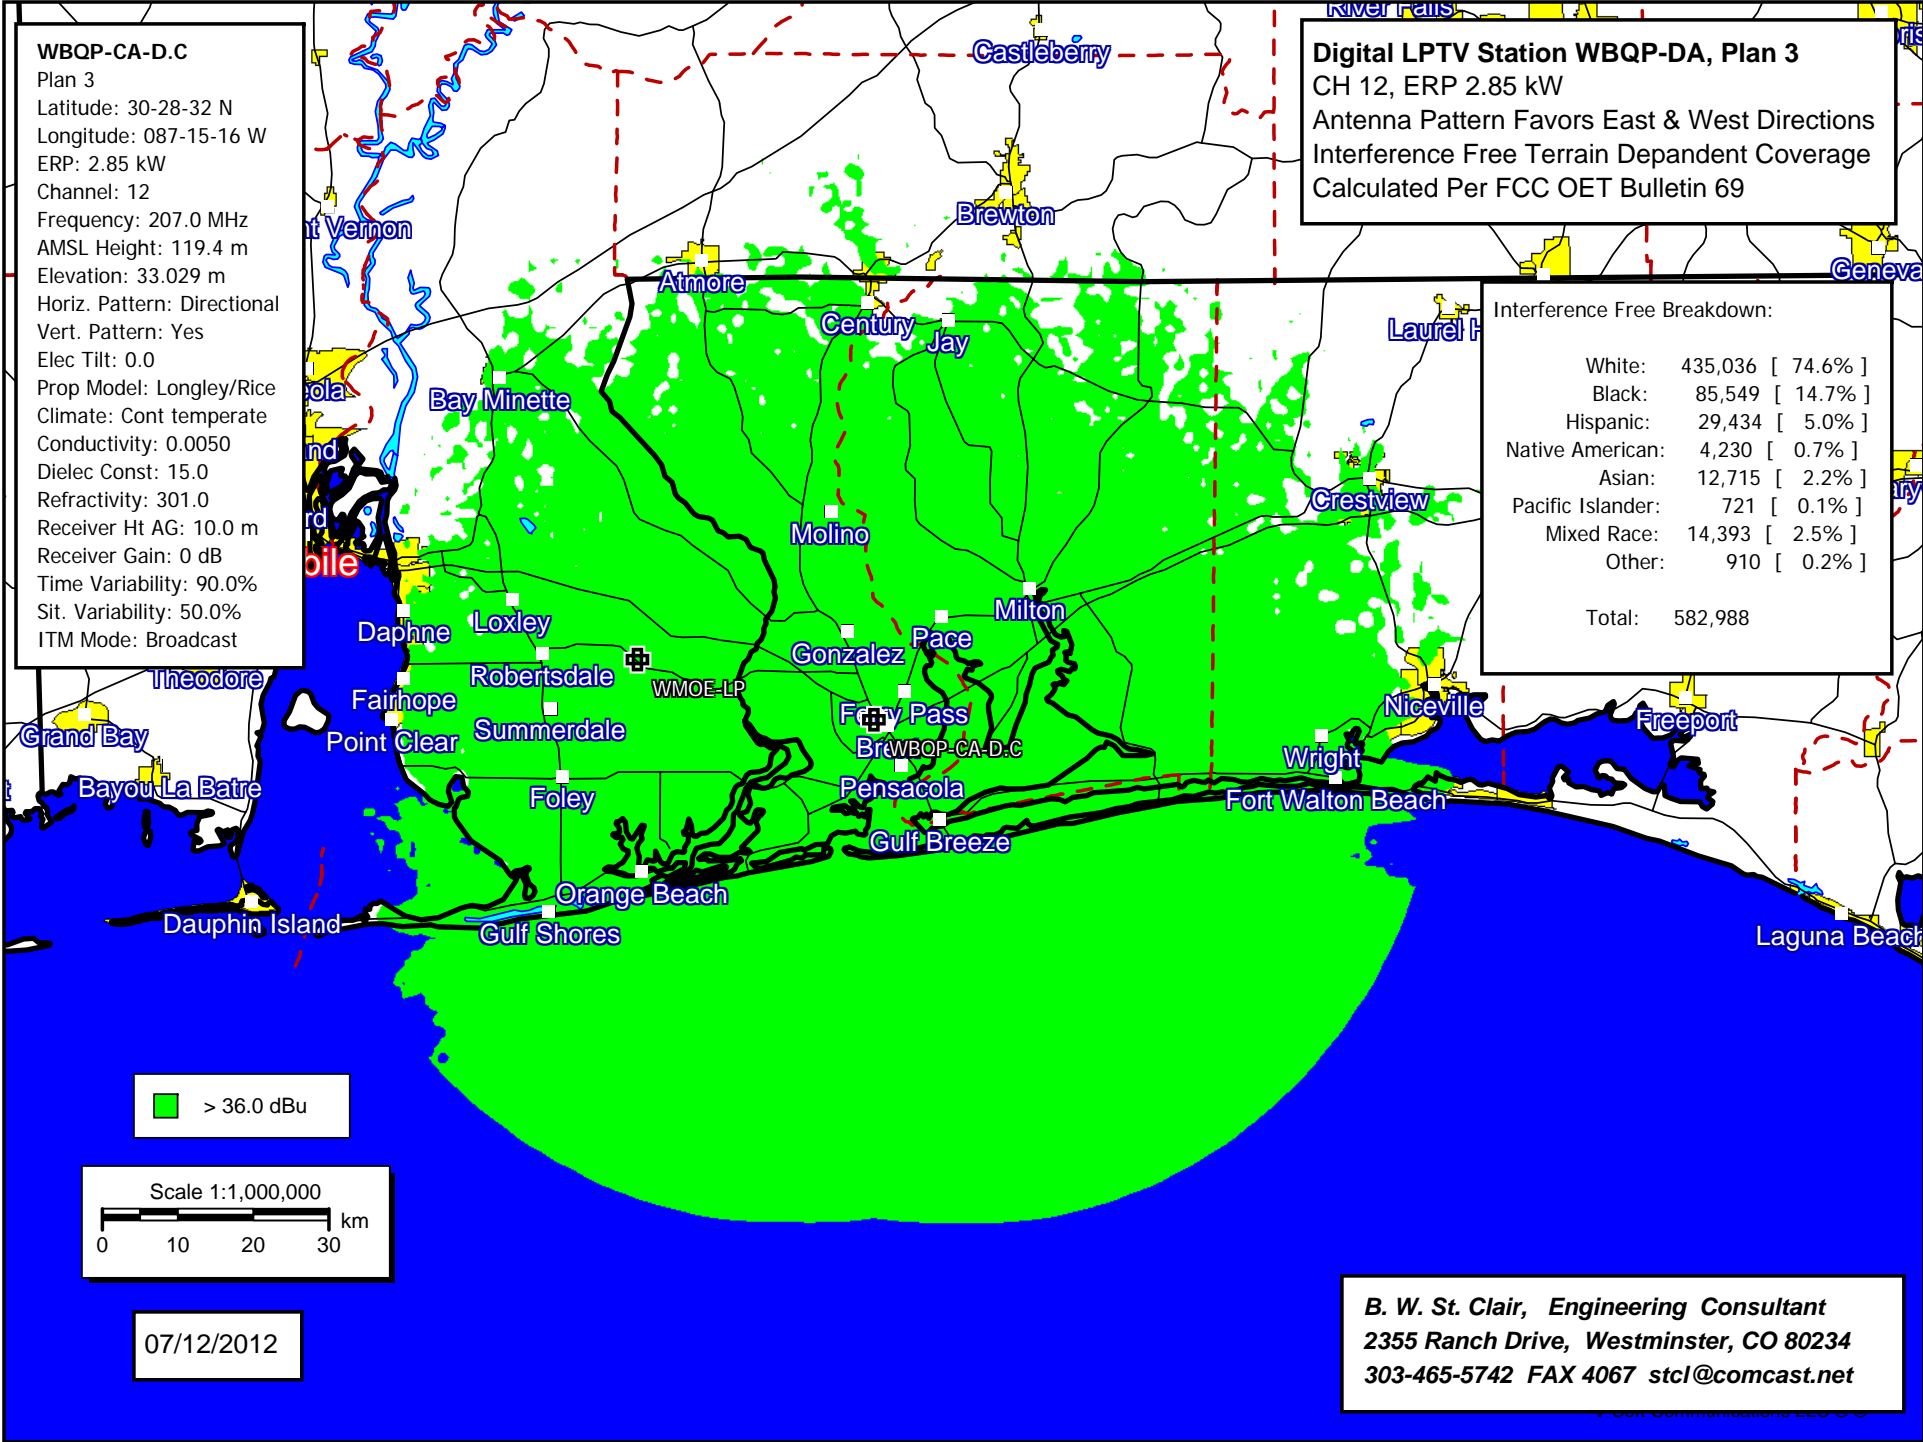 WBQP-CA-D.C
Plan 3
Latitude: 30-28-32 N
Longitude: 087-15-16 W
ERP: 2.85 kW
Channel: 12
Frequency: 207.0 MHz
AMSL Height: 119.4 m
Elevation: 33.029 m
Horiz. Pattern: Directional
Vert. Pattern: Yes
Elec Tilt: 0.0
Prop Model: Longley/Rice
Climate: Cont temperate
Conductivity: 0.0050
Dielec Const: 15.0
Refractivity: 301.0
Receiver Ht AG: 10.0 m
Receiver Gain: 0 dB
Time Variability: 90.0%
Sit. Variability: 50.0%
ITM Mode: Broadcast
Digital LPTV Station WBQP-DA, Plan 3
CH 12, ERP 2.85 kW
Antenna Pattern Favors East & West Directions
Interference Free Terrain Depandent Coverage
Calculated Per FCC OET Bulletin 69
Interference Free Breakdown:
White: 435,036 [ 74.6% ]
Black: 85,549 [ 14.7% ]
Hispanic: 29,434 [ 5.0% ]
Native American: 4,230 [ 0.7% ]
Asian: 12,715 [ 2.2% ]
Pacific Islander: 721 [ 0.1% ]
Mixed Race: 14,393 [ 2.5% ]
Other: 910 [ 0.2% ]
Total: 582,988
River Falls
Castleberry
Vernon
Brewton
Atmore
Geneva
Century
Jay
Laurel H
Bay Minette
Crestview
Molino
Milton
Daphne
Loxley
Gonzalez
Pace
Theodore
Robertsdale
WMOE-LP
Fairhope
Pass
Niceville
Freeport
Grand Bay
Point Clear
Summerdale
WBQP-CA-D.C
Wright
Bayou La Batre
Foley
Pensacola
Fort Walton Beach
Gulf Breeze
Orange Beach
Dauphin Island
Gulf Shores
Laguna Beach
> 36.0 dBu
Scale 1:1,000,000
km
0 10 20 30
07/12/2012
B. W. St. Clair, Engineering Consultant
2355 Ranch Drive, Westminster, CO 80234
303-465-5742 FAX 4067 stcl@comcast.net